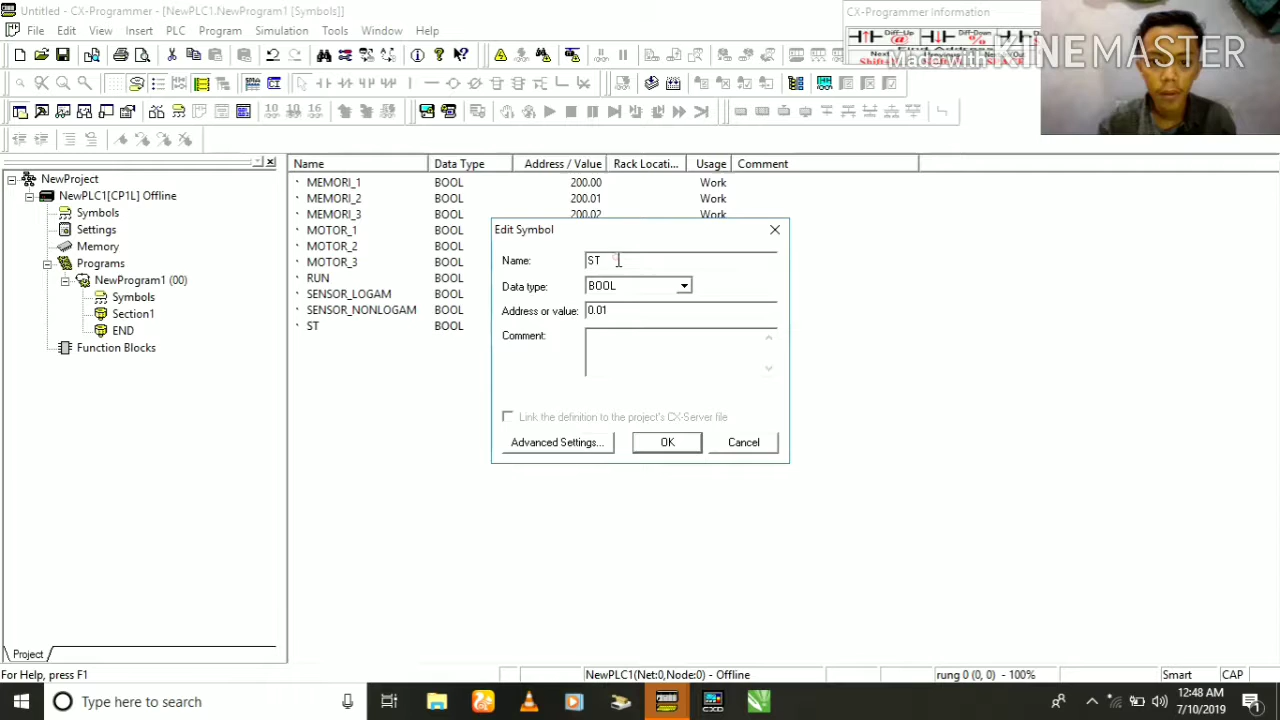 Untitled - CX-Programmer - [NewPLC1.NewProgram1 [Symbols]]
CX-Programmer Information
File Edit View Insert PLC Program Simulation Tools Window Help
Made with KINEMASTER
Name Data Type Address / Value Rack Locati... Usage Comment
NewProject
NewPLC1[CP1L] Offline
Symbols
Settings
Memory
Programs
NewProgram1 (00)
Symbols
Section1
END
Function Blocks
MEMORI_1 BOOL 200.00 Work
MEMORI_2 BOOL 200.01 Work
MEMORI_3 BOOL 200.02 Work
MOTOR_1 BOOL
MOTOR_2 BOOL
MOTOR_3 BOOL
RUN BOOL
SENSOR_LOGAM BOOL
SENSOR_NONLOGAM BOOL
ST BOOL
Edit Symbol
Name: ST
Data type: BOOL
Address or value: 0.01
Comment:
Link the definition to the project's CX-Server file
Advanced Settings... OK Cancel
Project
For Help, press F1
NewPLC1(Net:0,Node:0) - Offline
rung 0 (0, 0) - 100%
Smart
CAP
Type here to search
12:48 AM
7/10/2019